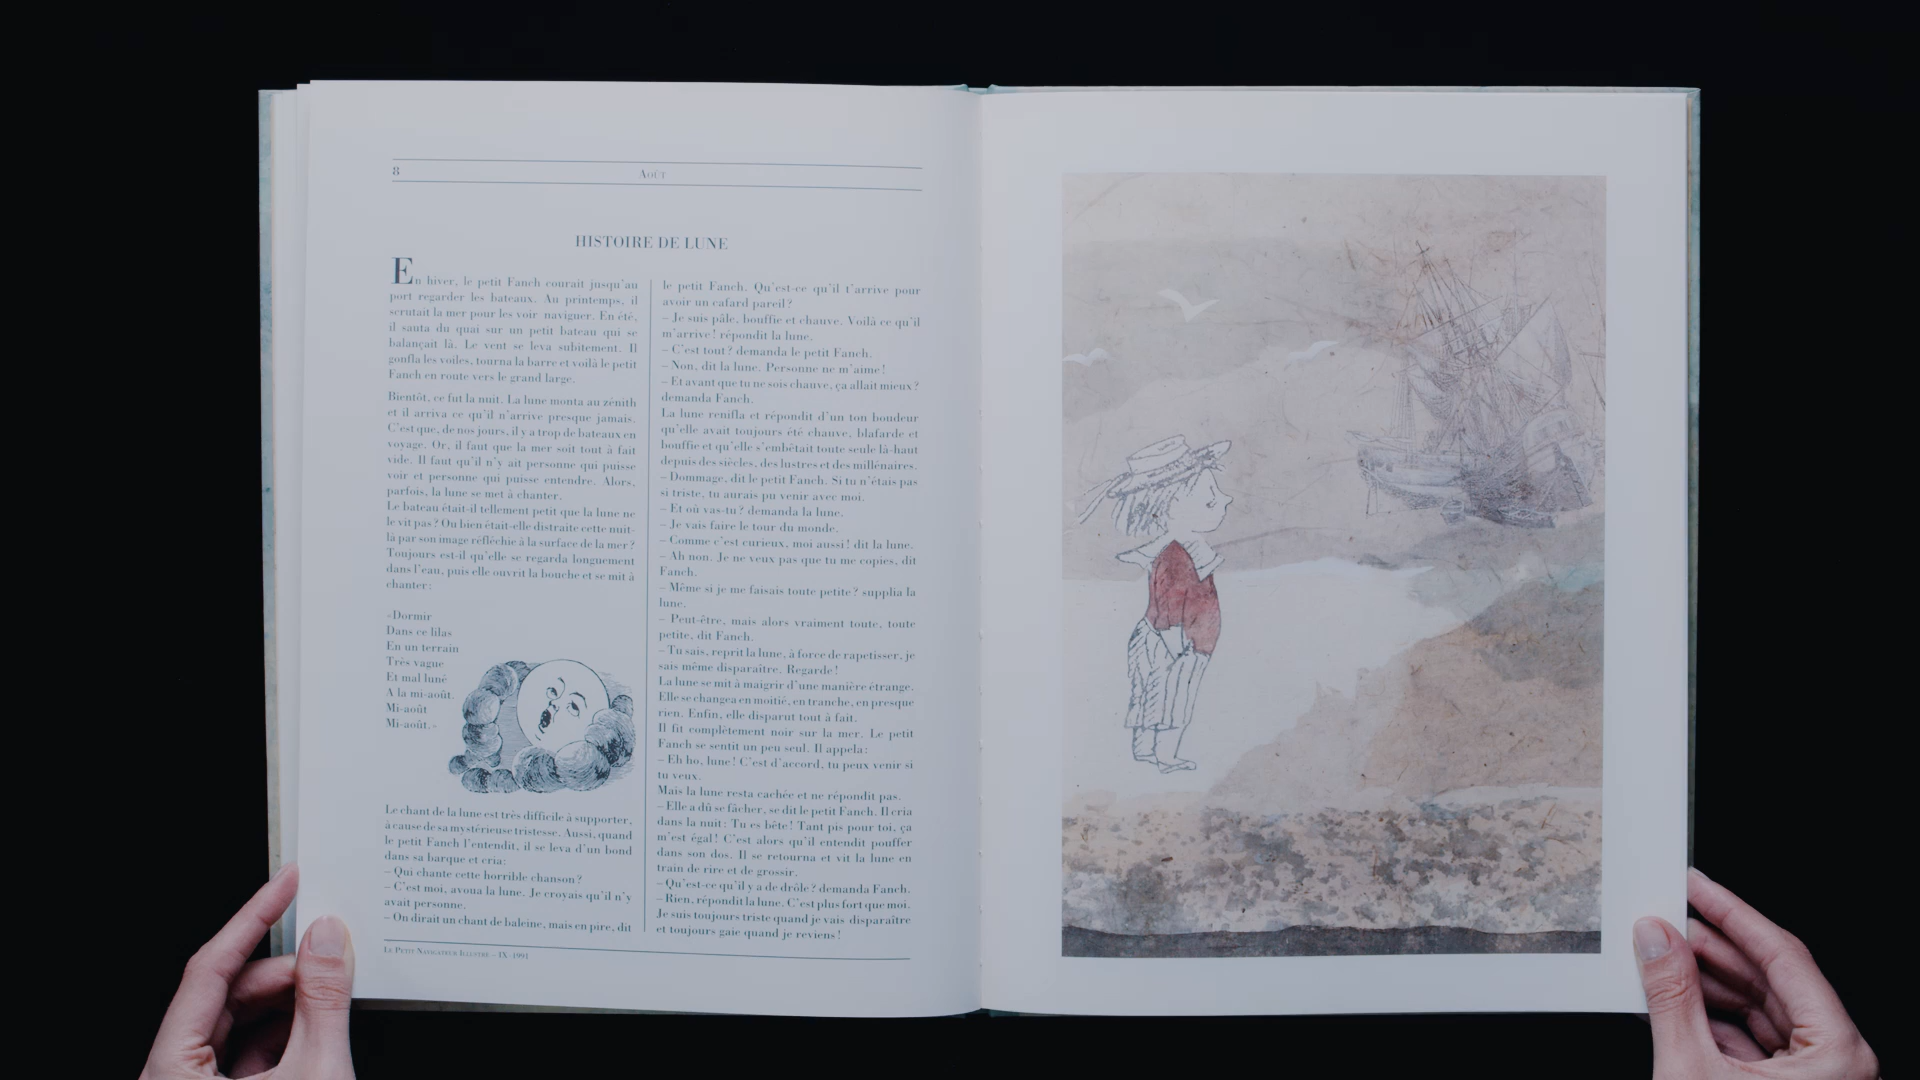 8
Août
HISTOIRE DE LUNE
En hiver, le petit Fanch courait jusqu'au
port regarder les bateaux. Au printemps, il
scrutait la mer pour les voir naviguer. En été,
il sauta du quai sur un petit bateau qui se
balançait là. Le vent se leva subitement. Il
gonfla les voiles, tourna la barre et voilà le petit
Fanch en route vers le grand large.
Bientôt, ce fut la nuit. La lune monta au zénith
et il arriva ce qu'il n'arrive presque jamais.
C'est que, de nos jours, il y a trop de bateaux en
voyage. Or, il faut que la mer soit tout à fait
vide. Il faut qu'il n'y ait personne qui puisse
voir et personne qui puisse entendre. Alors,
parfois, la lune se met à chanter.
Le bateau était-il tellement petit que la lune ne
le vit pas? Ou bien était-elle distraite cette nuit-
là par son image réfléchie à la surface de la mer?
Toujours est-il qu'elle se regarda longuement
dans l'eau, puis elle ouvrit la bouche et se mit à
chanter:
«Dormir
Dans ce lilas
En un terrain
Très vague
Et mal luné
A la mi-août.
Mi-août
Mi-août.»
Le chant de la lune est très difficile à supporter,
à cause de sa mystérieuse tristesse. Aussi, quand
le petit Fanch l'entendit, il se leva d'un bond
dans sa barque et cria:
– Qui chante cette horrible chanson?
– C'est moi, avoua la lune. Je croyais qu'il n'y
avait personne.
– On dirait un chant de baleine, mais en pire, dit
le petit Fanch. Qu'est-ce qu'il t'arrive pour
avoir un cafard pareil?
– Je suis pâle, bouffie et chauve. Voilà ce qu'il
m'arrive! répondit la lune.
– C'est tout? demanda le petit Fanch.
– Non, dit la lune. Personne ne m'aime!
– Et avant que tu ne sois chauve, ça allait mieux?
demanda Fanch.
La lune renifla et répondit d'un ton boudeur
qu'elle avait toujours été chauve, blafarde et
bouffie et qu'elle s'embêtait toute seule là-haut
depuis des siècles, des lustres et des millénaires.
– Dommage, dit le petit Fanch. Si tu n'étais pas
si triste, tu aurais pu venir avec moi.
– Et où vas-tu? demanda la lune.
– Je vais faire le tour du monde.
– Comme c'est curieux, moi aussi! dit la lune.
– Ah non. Je ne veux pas que tu me copies, dit
Fanch.
– Même si je me faisais toute petite? supplia la
lune.
– Peut-être, mais alors vraiment toute, toute
petite, dit Fanch.
– Tu sais, reprit la lune, à force de rapetisser, je
sais même disparaître. Regarde!
La lune se mit à maigrir d'une manière étrange.
Elle se changea en moitié, en tranche, en presque
rien. Enfin, elle disparut tout à fait.
Il fit complètement noir sur la mer. Le petit
Fanch se sentit un peu seul. Il appela:
– Eh ho, lune! C'est d'accord, tu peux venir si
tu veux.
Mais la lune resta cachée et ne répondit pas.
– Elle a dû se fâcher, se dit le petit Fanch. Il cria
dans la nuit: Tu es bête! Tant pis pour toi, ça
m'est égal! C'est alors qu'il entendit pouffer
dans son dos. Il se retourna et vit la lune en
train de rire et de grossir.
– Qu'est-ce qu'il y a de drôle? demanda Fanch.
– Rien, répondit la lune. C'est plus fort que moi.
Je suis toujours triste quand je vais disparaître
et toujours gaie quand je reviens!
Le Petit Navigateur Illustré – IX -1991